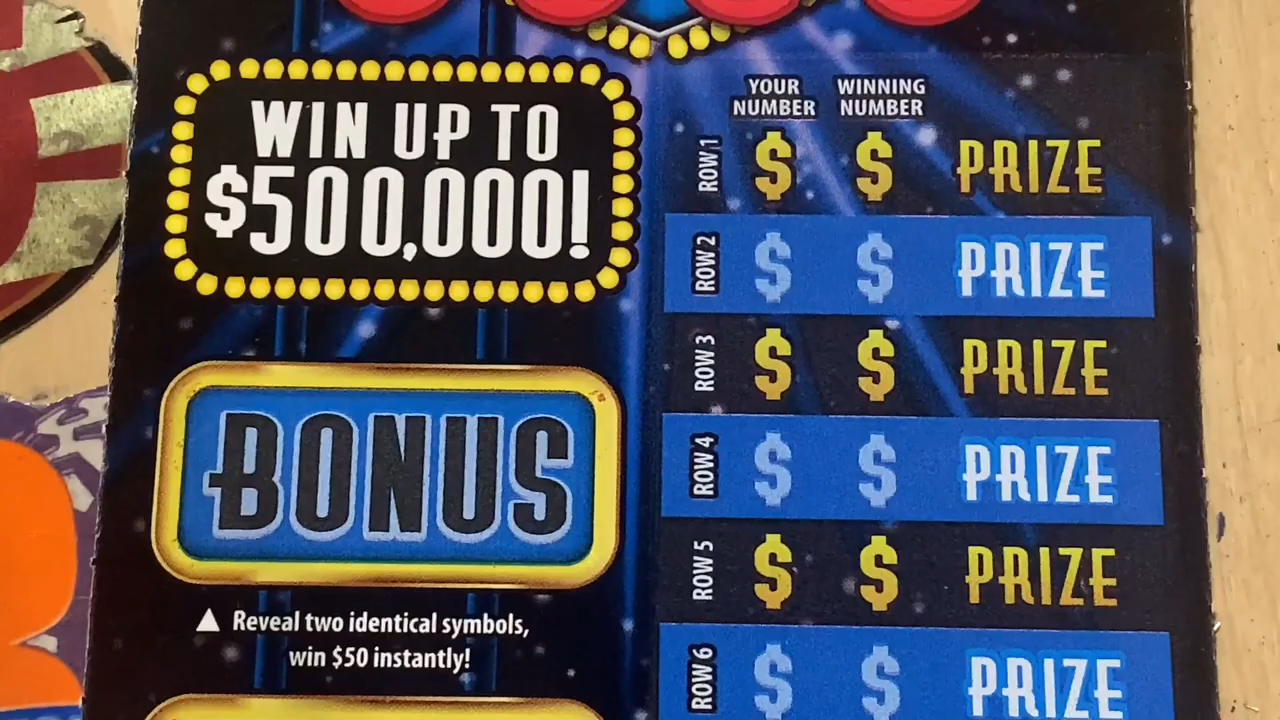 WIN UP TO
$500,000!
BONUS
▲ Reveal two identical symbols,
win $50 instantly!
YOUR NUMBER WINNING NUMBER
ROW 1 $ $ PRIZE
ROW 2 $ $ PRIZE
ROW 3 $ $ PRIZE
ROW 4 $ $ PRIZE
ROW 5 $ $ PRIZE
ROW 6 $ $ PRIZE